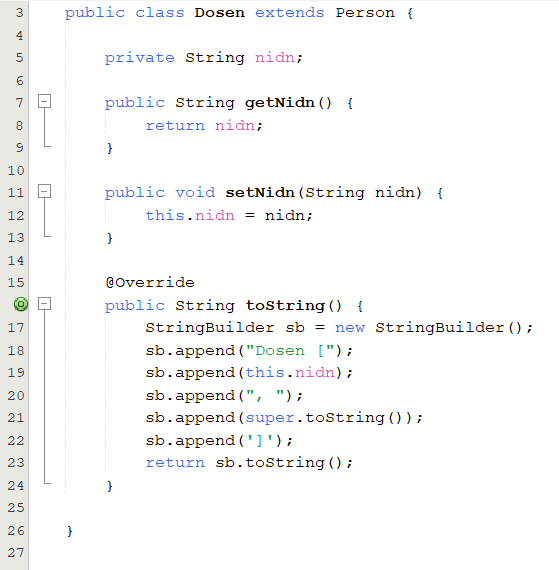 3 public class Dosen extends Person {
4
5 private String nidn;
6
7 public String getNidn() {
8 return nidn;
9 }
10
11 public void setNidn(String nidn) {
12 this.nidn = nidn;
13 }
14
15 @Override
public String toString() {
17 StringBuilder sb = new StringBuilder();
18 sb.append("Dosen [");
19 sb.append(this.nidn);
20 sb.append(", ");
21 sb.append(super.toString());
22 sb.append(']');
23 return sb.toString();
24 }
25
26 }
27